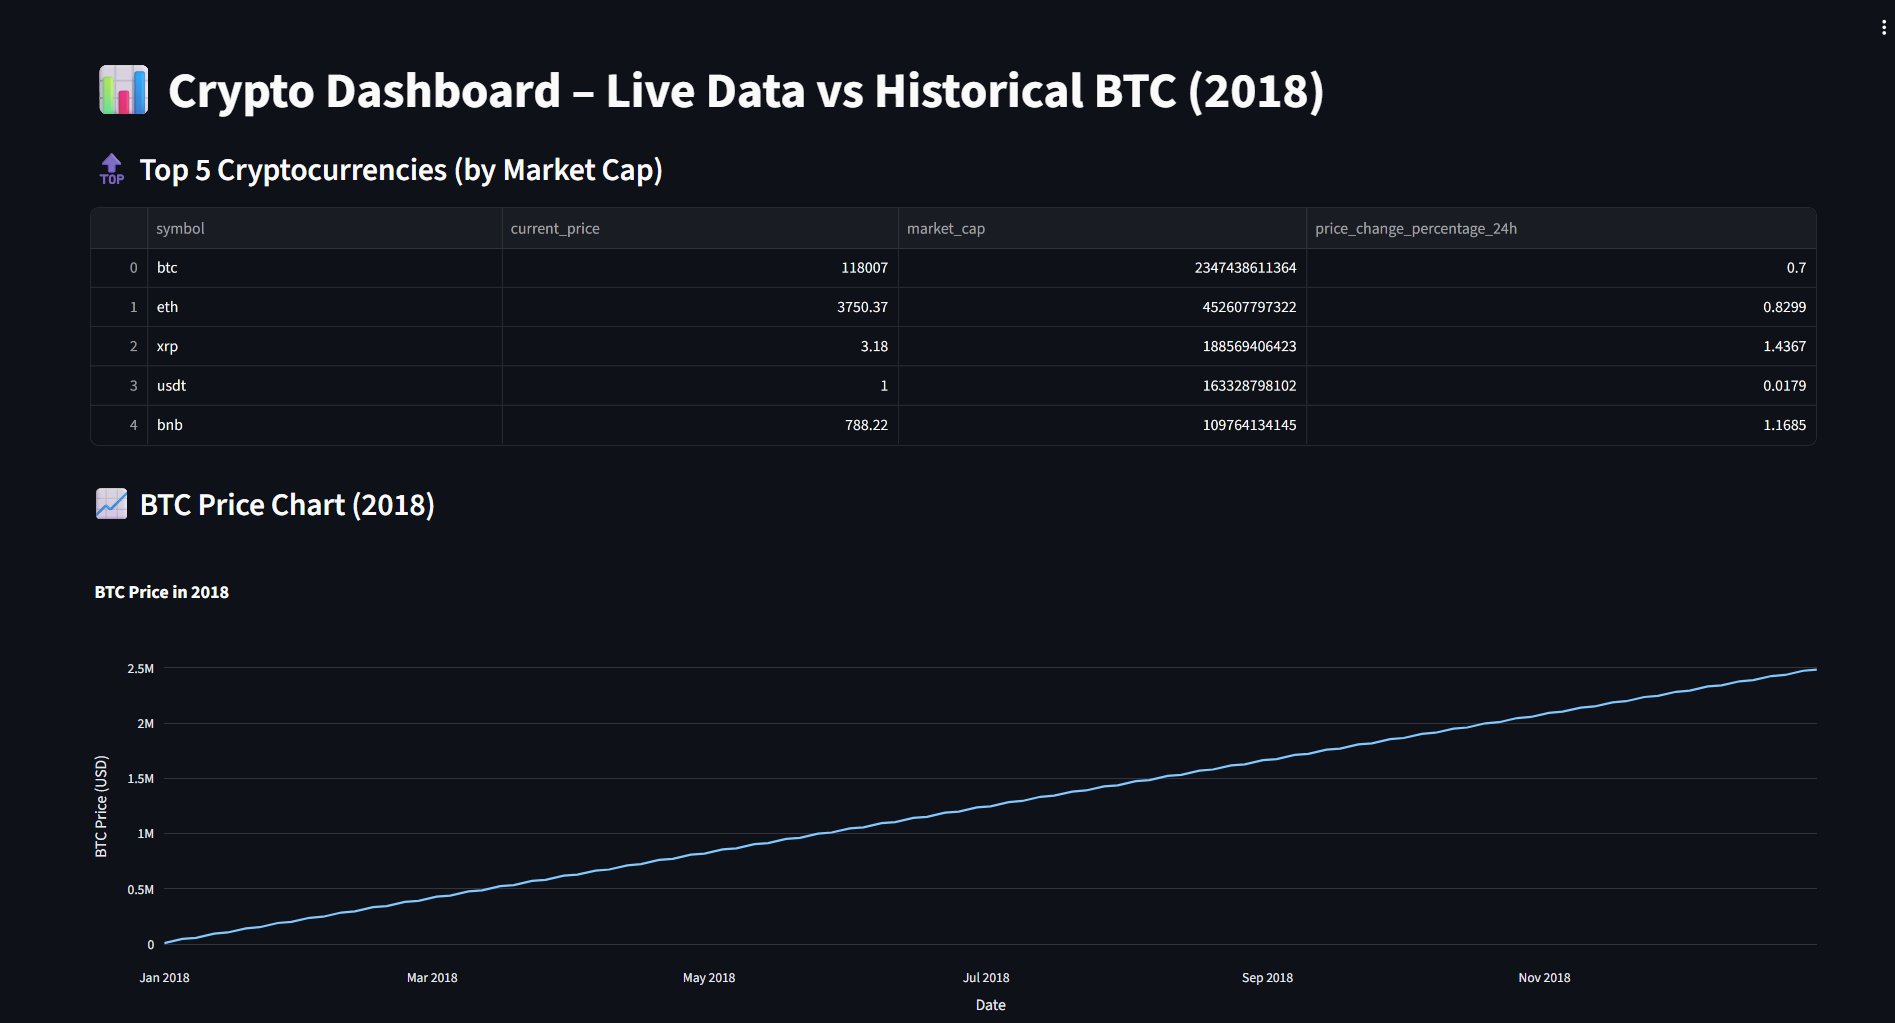 Crypto Dashboard – Live Data vs Historical BTC (2018)
TOP Top 5 Cryptocurrencies (by Market Cap)
symbol current_price market_cap price_change_percentage_24h
0 btc 118007 2347438611364 0.7
1 eth 3750.37 452607797322 0.8299
2 xrp 3.18 188569406423 1.4367
3 usdt 1 163328798102 0.0179
4 bnb 788.22 109764134145 1.1685
BTC Price Chart (2018)
BTC Price in 2018
BTC Price (USD)
2.5M
2M
1.5M
1M
0.5M
0
Jan 2018 Mar 2018 May 2018 Jul 2018 Sep 2018 Nov 2018
Date